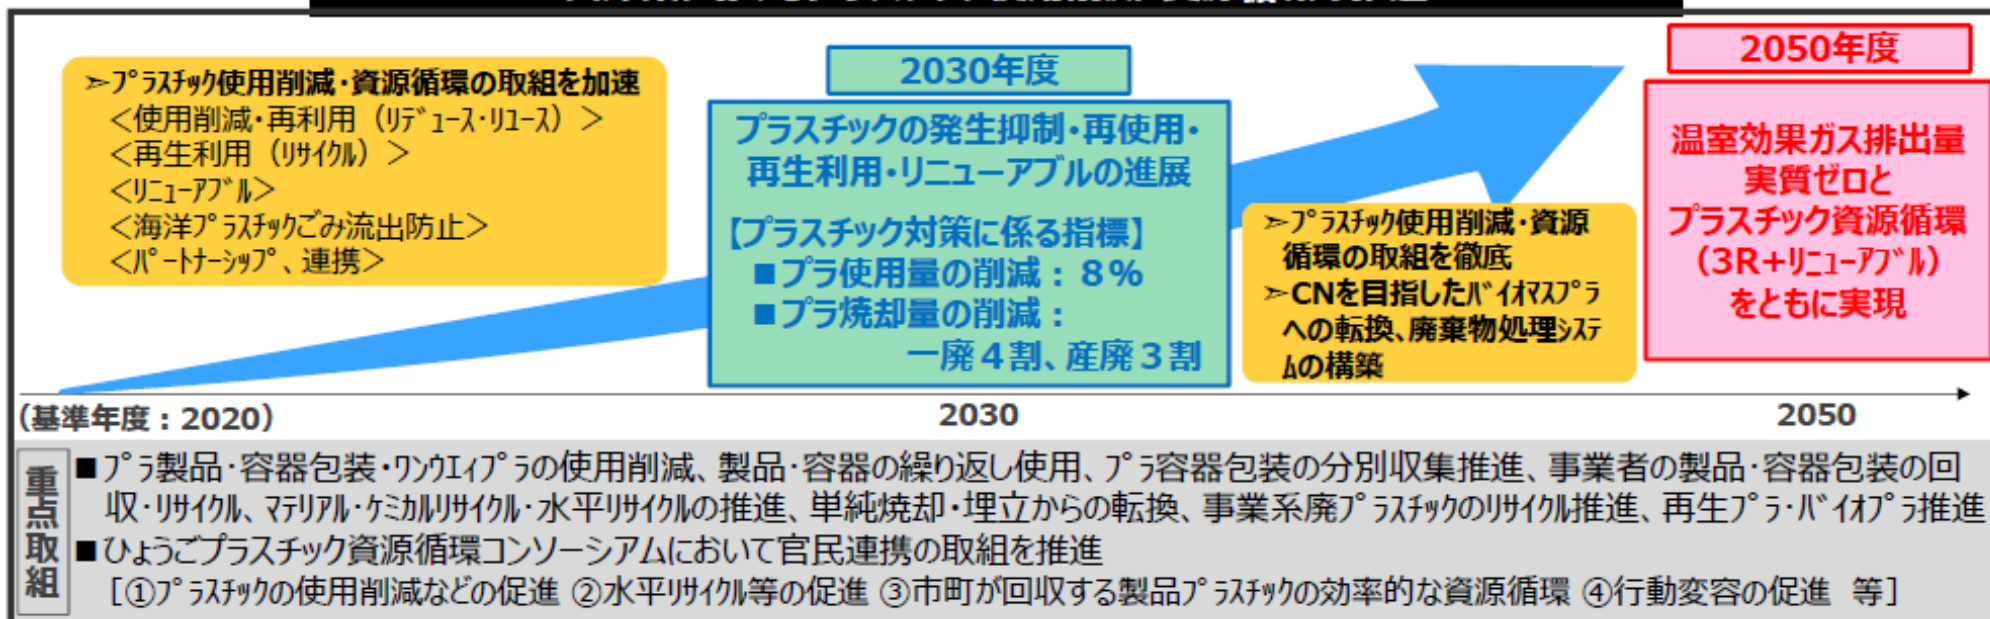 ➣ﾌﾟﾗｽﾁｯｸ使用削減・資源循環の取組を加速
＜使用削減・再利用（ﾘﾃﾞｭｰｽ・ﾘﾕｰｽ）＞
＜再生利用（ﾘｻｲｸﾙ）＞
＜ﾘﾆｭｰｱﾌﾞﾙ＞
＜海洋ﾌﾟﾗｽﾁｯｸごみ流出防止＞
＜ﾊﾟｰﾄﾅｰｼｯﾌﾟ、連携＞
2030年度
プラスチックの発生抑制・再使用・
再生利用・リニューアブルの進展
【プラスチック対策に係る指標】
■プラ使用量の削減：８％
■プラ焼却量の削減：
一廃４割、産廃３割
➣ﾌﾟﾗｽﾁｯｸ使用削減・資源
循環の取組を徹底
➣CNを目指したﾊﾞｲｵﾏｽﾌﾟﾗ
への転換、廃棄物処理ｼｽﾃ
ﾑの構築
2050年度
温室効果ガス排出量
実質ゼロと
プラスチック資源循環
（3R+ﾘﾆｭｰｱﾌﾞﾙ）
をともに実現
（基準年度：2020）
2030
2050
重点取組
■ﾌﾟﾗ製品・容器包装・ﾜﾝｳｴｨﾌﾟﾗの使用削減、製品・容器の繰り返し使用、ﾌﾟﾗ容器包装の分別収集推進、事業者の製品・容器包装の回
収・ﾘｻｲｸﾙ、ﾏﾃﾘｱﾙ・ｹﾐｶﾙﾘｻｲｸﾙ・水平ﾘｻｲｸﾙの推進、単純焼却・埋立からの転換、事業系廃ﾌﾟﾗｽﾁｯｸのﾘｻｲｸﾙ推進、再生ﾌﾟﾗ・ﾊﾞｲｵﾌﾟﾗ推進
■ひょうごプラスチック資源循環コンソーシアムにおいて官民連携の取組を推進
［①ﾌﾟﾗｽﾁｯｸの使用削減などの促進 ②水平ﾘｻｲｸﾙ等の促進 ③市町が回収する製品ﾌﾟﾗｽﾁｯｸの効率的な資源循環 ④行動変容の促進 等］